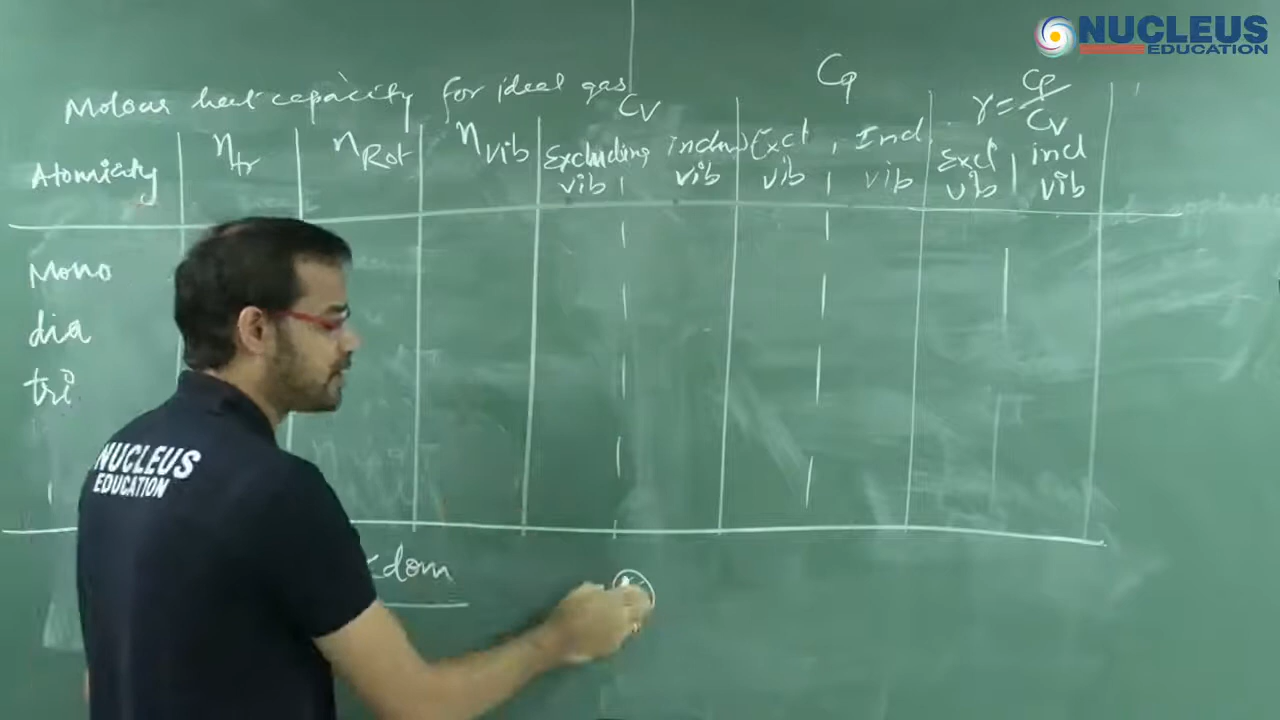 NUCLEUS
EDUCATION
Molar heat capacity for ideal gas
Atomicity
ηtr
ηRot
ηvib
Cv
Excluding vib
includ vib
Cp
Excl vib
Incl vib
γ = Cp/Cv
Excl vib
incl vib
Mono
dia
tri
NUCLEUS
EDUCATION
dom